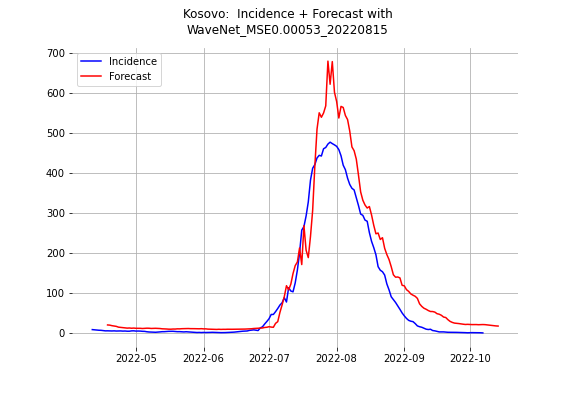 Kosovo: Incidence + Forecast with
WaveNet_MSE0.00053_20220815
Incidence
Forecast
700
600
500
400
300
200
100
0
2022-05 2022-06 2022-07 2022-08 2022-09 2022-10